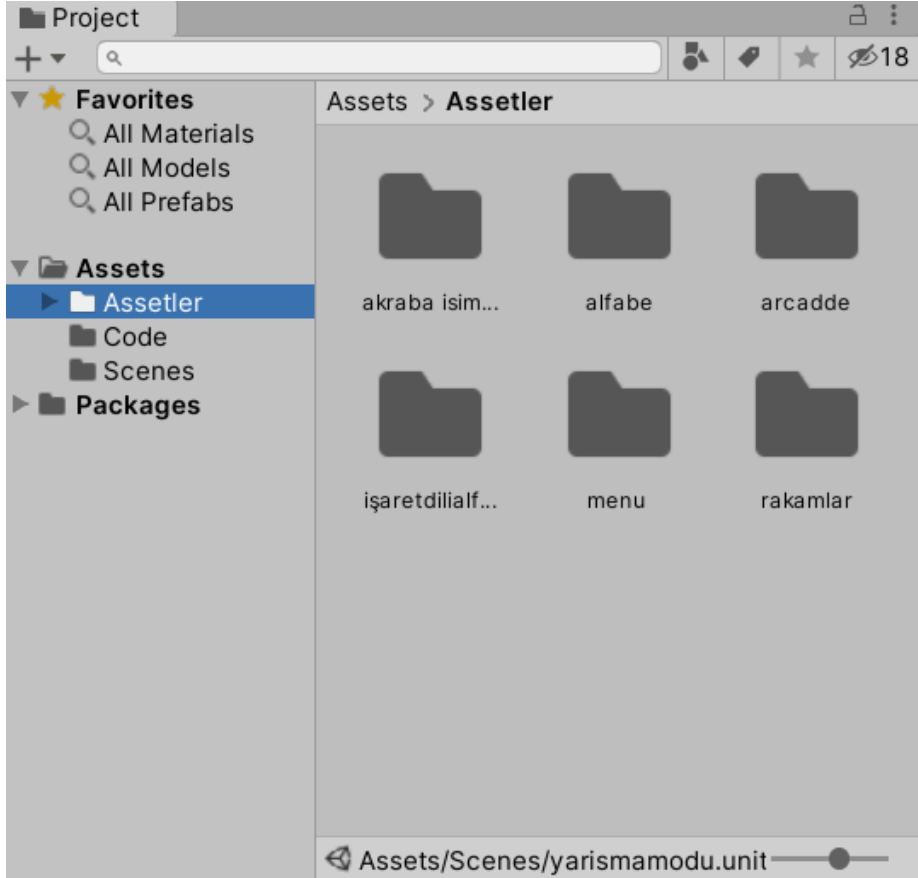 Project
18
Favorites
All Materials
All Models
All Prefabs
Assets
Assetler
Code
Scenes
Packages
Assets > Assetler
akraba isim...
alfabe
arcadde
işaretdilialf...
menu
rakamlar
Assets/Scenes/yarismamodu.unit